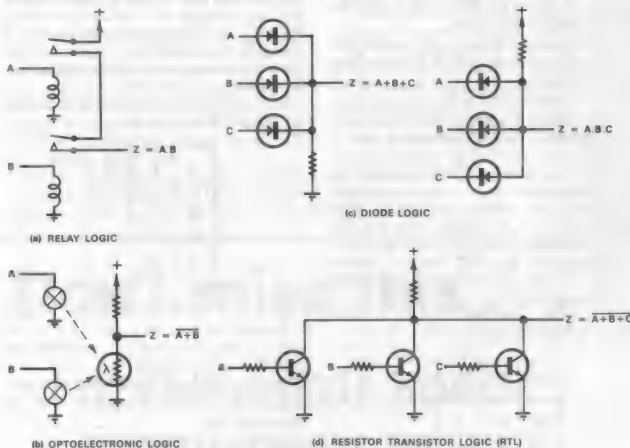 +
+
A
A
Z = A+B+C
A
B
B
Z = A.B.C
Z = A.B
C
B
C
(c) DIODE LOGIC
(a) RELAY LOGIC
+
+
A
Z = A+B
Z = A+B+C
B
λ
B
C
(b) OPTOELECTRONIC LOGIC
(d) RESISTOR TRANSISTOR LOGIC (RTL)